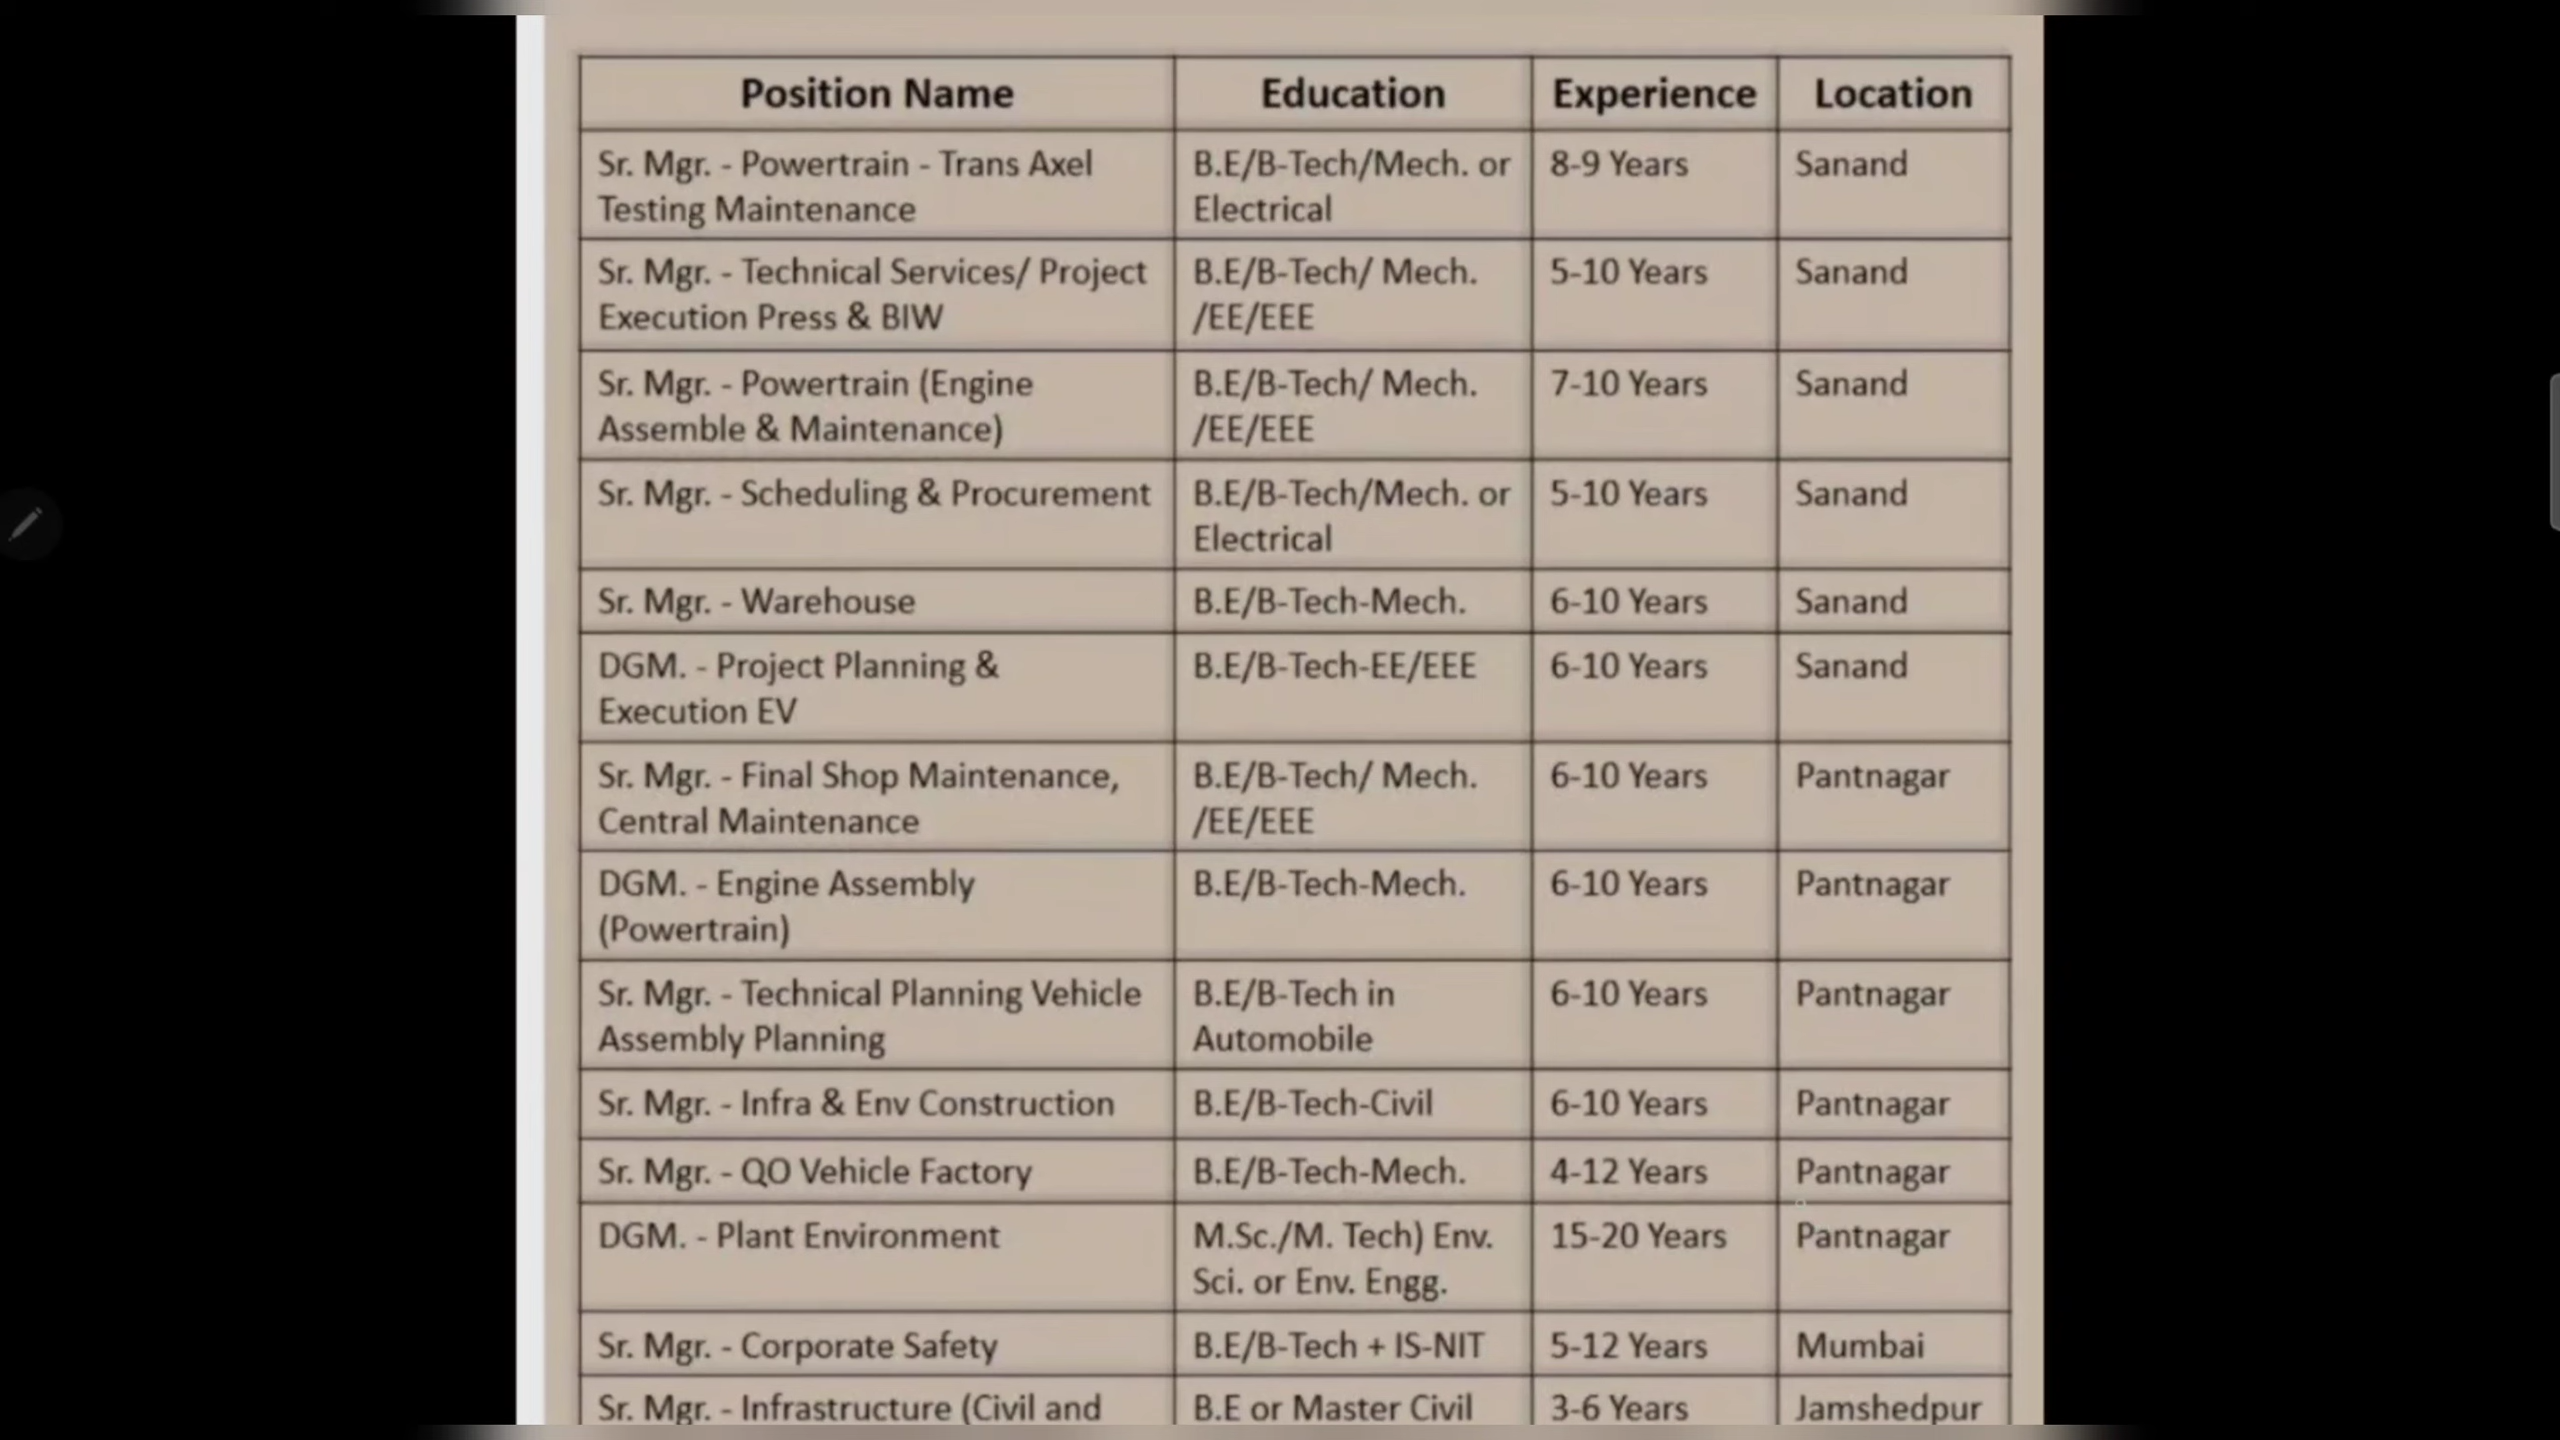 Position Name Education Experience Location
Sr. Mgr. - Powertrain - Trans Axel B.E/B-Tech/Mech. or 8-9 Years Sanand
Testing Maintenance Electrical
Sr. Mgr. - Technical Services/ Project B.E/B-Tech/ Mech. 5-10 Years Sanand
Execution Press & BIW /EE/EEE
Sr. Mgr. - Powertrain (Engine B.E/B-Tech/ Mech. 7-10 Years Sanand
Assemble & Maintenance) /EE/EEE
Sr. Mgr. - Scheduling & Procurement B.E/B-Tech/Mech. or 5-10 Years Sanand
Electrical
Sr. Mgr. - Warehouse B.E/B-Tech-Mech. 6-10 Years Sanand
DGM. - Project Planning & B.E/B-Tech-EE/EEE 6-10 Years Sanand
Execution EV
Sr. Mgr. - Final Shop Maintenance, B.E/B-Tech/ Mech. 6-10 Years Pantnagar
Central Maintenance /EE/EEE
DGM. - Engine Assembly B.E/B-Tech-Mech. 6-10 Years Pantnagar
(Powertrain)
Sr. Mgr. - Technical Planning Vehicle B.E/B-Tech in 6-10 Years Pantnagar
Assembly Planning Automobile
Sr. Mgr. - Infra & Env Construction B.E/B-Tech-Civil 6-10 Years Pantnagar
Sr. Mgr. - QO Vehicle Factory B.E/B-Tech-Mech. 4-12 Years Pantnagar
DGM. - Plant Environment M.Sc./M. Tech) Env. 15-20 Years Pantnagar
Sci. or Env. Engg.
Sr. Mgr. - Corporate Safety B.E/B-Tech + IS-NIT 5-12 Years Mumbai
Sr. Mgr. - Infrastructure (Civil and B.E or Master Civil 3-6 Years Jamshedpur